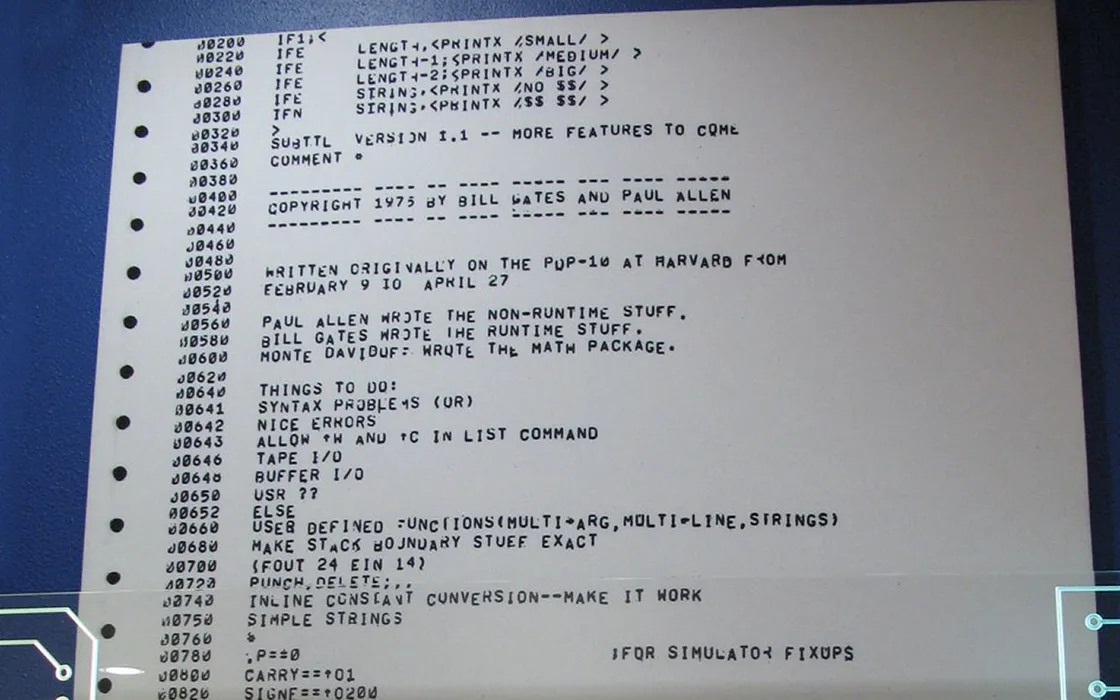 00200 IF1,<
00220 IFE LENGTH,<PRINTX /SMALL/ >
00240 IFE LENGTH-1,<PRINTX /MEDIUM/ >
00260 IFE LENGTH-2,<PRINTX /BIG/ >
00280 IFE STRING,<PRINTX /NO $$/ >
00300 IFN STRING,<PRINTX /$$ $$/ >
00320 >
00340 SUBTTL VERSION 1.1 -- MORE FEATURES TO COME
00360 COMMENT *
00380
00400 --------- ---- -- ---- ----- --- ---- -----
00420 COPYRIGHT 1975 BY BILL GATES AND PAUL ALLEN
00440 --------- ---- -- ---- ----- --- ---- -----
00460
00480
00500 WRITTEN ORIGINALLY ON THE PDP-10 AT HARVARD FROM
00520 FEBRUARY 9 TO APRIL 27
00540
00560 PAUL ALLEN WROTE THE NON-RUNTIME STUFF.
00580 BILL GATES WROTE THE RUNTIME STUFF.
00600 MONTE DAVIDOFF WROTE THE MATH PACKAGE.
00620
00640 THINGS TO DO:
00641 SYNTAX PROBLEMS (OR)
00642 NICE ERRORS
00643 ALLOW ↑W AND ↑C IN LIST COMMAND
00646 TAPE I/O
00648 BUFFER I/O
00650 USR ??
00652 ELSE
00660 USER DEFINED FUNCTIONS(MULTI-ARG,MULTI-LINE,STRINGS)
00680 MAKE STACK BOUNDARY STUFF EXACT
00700 (FOUT 24 FIN 14)
00720 PUNCH,DELETE;,,
00740 INLINE CONSTANT CONVERSION--MAKE IT WORK
00750 SIMPLE STRINGS
00760 *
00780 .P==0 ;FOR SIMULATOR FIXUPS
00800 CARRY==↑O1
00820 SIGNF==↑O200